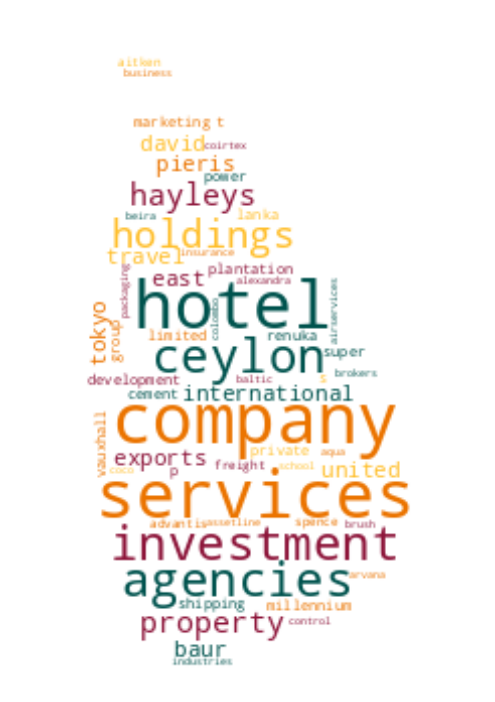 aitken
business
marketing t
david coirtex
pieris
power
hayleys
beira lanka
holdings
travel insurance
east plantation
packaging alexandra
hotel
colombo airservices
tokyo group
limited renuka
ceylon super
brokers
development baltic s
cement international
company
vauxhall
exports private aqua
coco p freight school united
services
advantis assetline spence brush
investment
agencies arvana
shipping millennium
property control
baur
industries